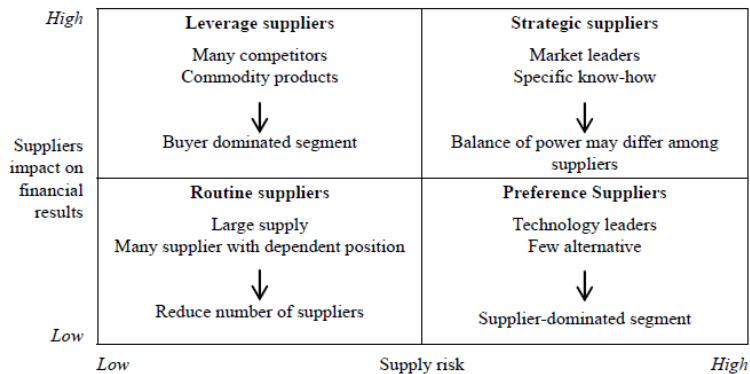 High
Leverage suppliers
Many competitors
Commodity products
Buyer dominated segment
Strategic suppliers
Market leaders
Specific know-how
Balance of power may differ among
suppliers
Suppliers
impact on
financial
results
Routine suppliers
Large supply
Many supplier with dependent position
Reduce number of suppliers
Preference Suppliers
Technology leaders
Few alternative
Supplier-dominated segment
Low
Low
Supply risk
High